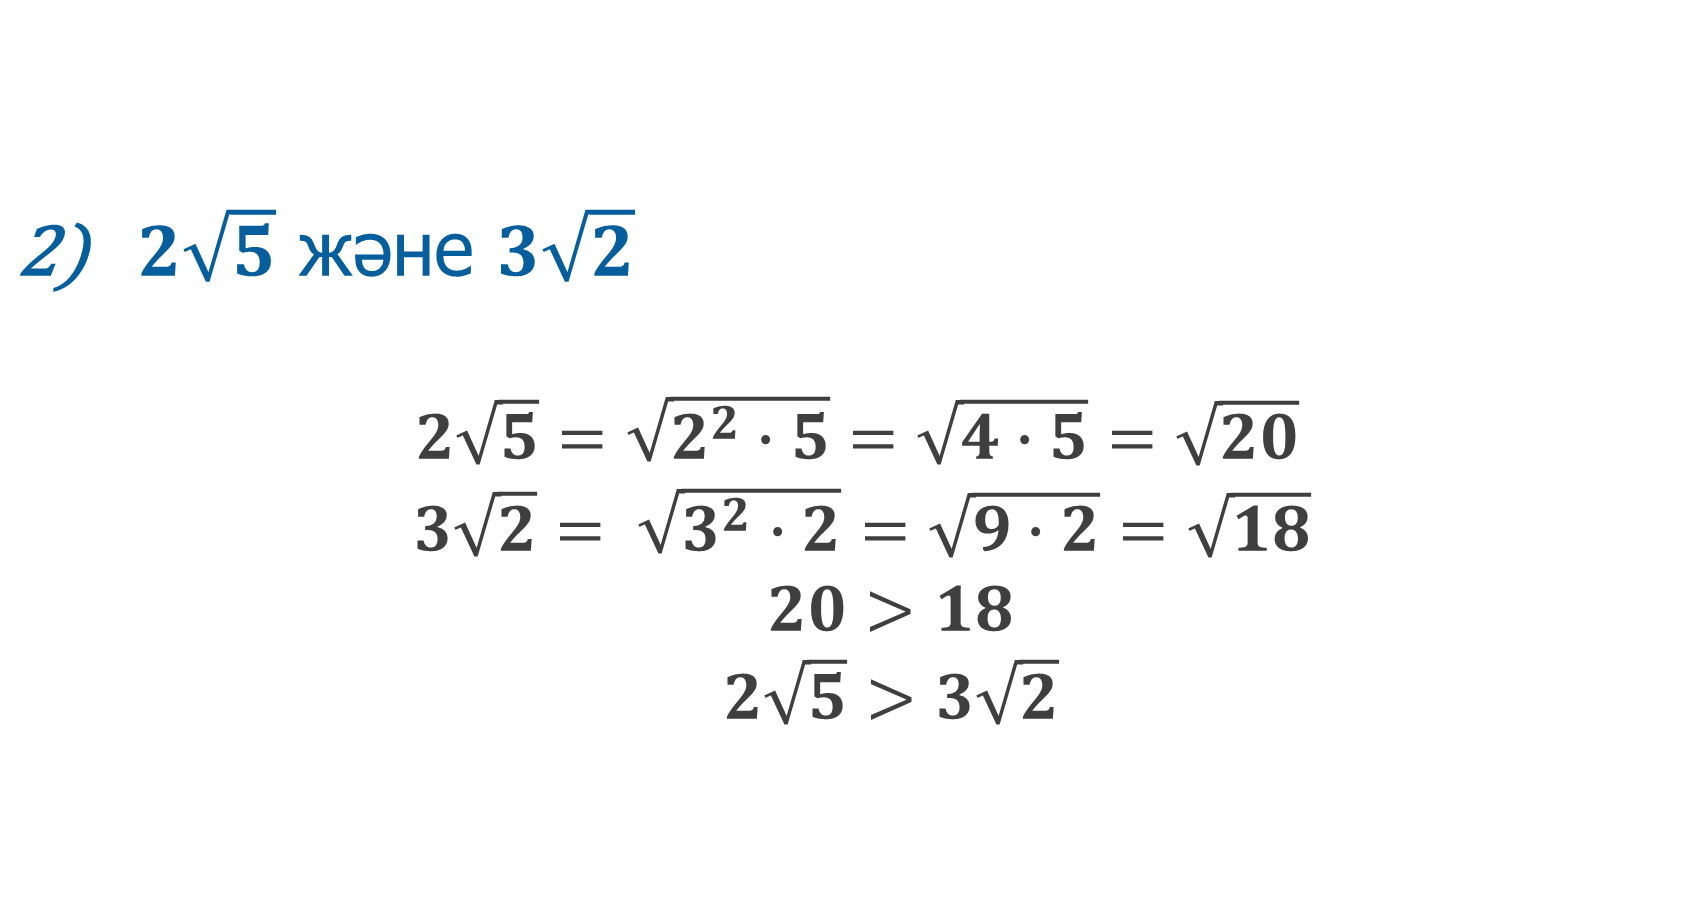 2) 2√5 және 3√2
2√5 = √2² · 5 = √4 · 5 = √20
3√2 = √3² · 2 = √9 · 2 = √18
20 > 18
2√5 > 3√2